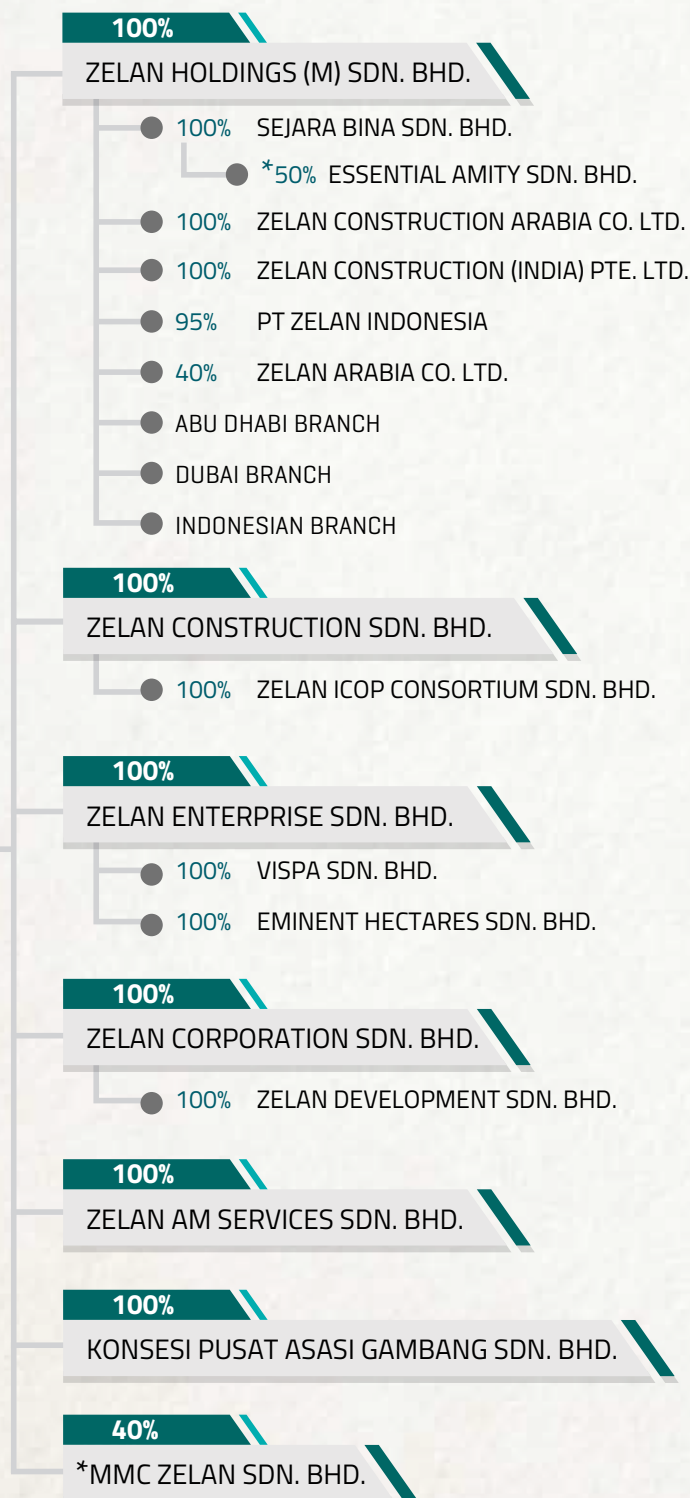 100%
ZELAN HOLDINGS (M) SDN. BHD.
100% SEJARA BINA SDN. BHD.
*50% ESSENTIAL AMITY SDN. BHD.
100% ZELAN CONSTRUCTION ARABIA CO. LTD.
100% ZELAN CONSTRUCTION (INDIA) PTE. LTD.
95% PT ZELAN INDONESIA
40% ZELAN ARABIA CO. LTD.
ABU DHABI BRANCH
DUBAI BRANCH
INDONESIAN BRANCH
100%
ZELAN CONSTRUCTION SDN. BHD.
100% ZELAN ICOP CONSORTIUM SDN. BHD.
100%
ZELAN ENTERPRISE SDN. BHD.
100% VISPA SDN. BHD.
100% EMINENT HECTARES SDN. BHD.
100%
ZELAN CORPORATION SDN. BHD.
100% ZELAN DEVELOPMENT SDN. BHD.
100%
ZELAN AM SERVICES SDN. BHD.
100%
KONSESI PUSAT ASASI GAMBANG SDN. BHD.
40%
*MMC ZELAN SDN. BHD.